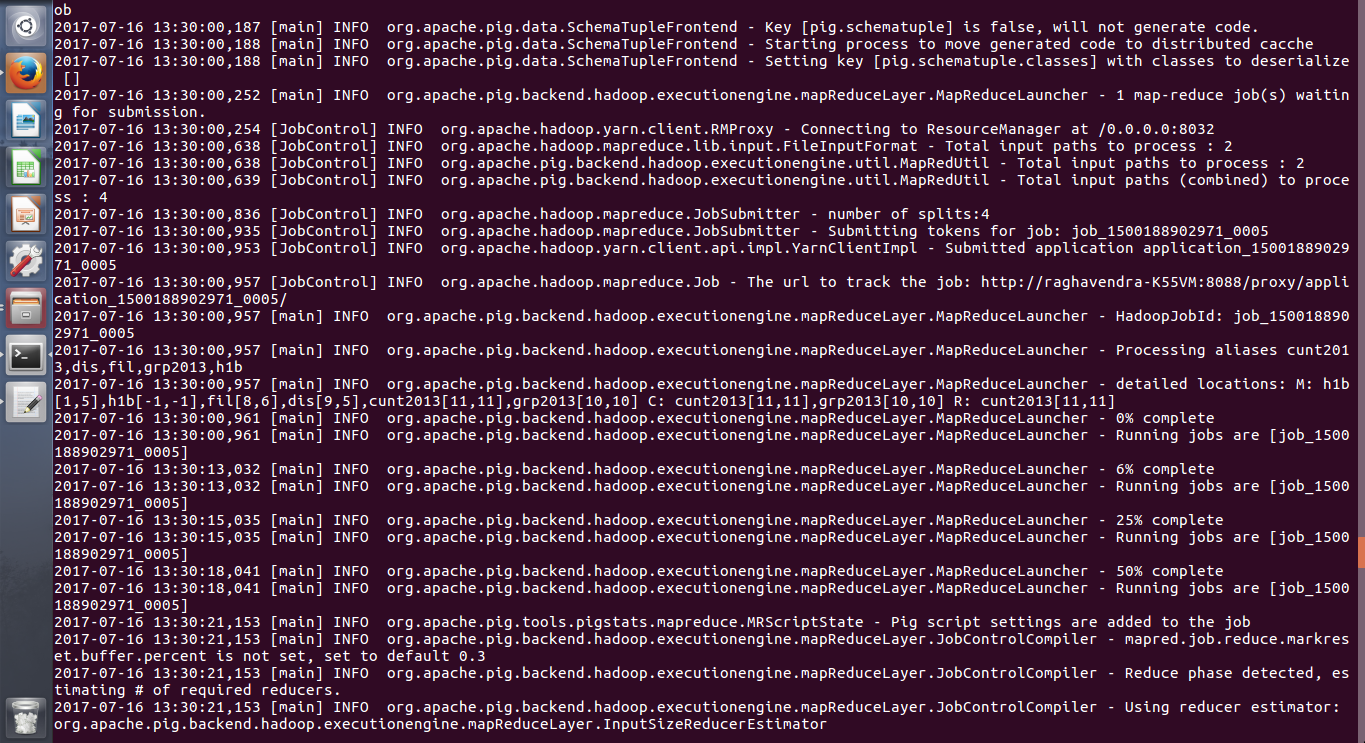 ob
2017-07-16 13:30:00,187 [main] INFO  org.apache.pig.data.SchemaTupleFrontend - Key [pig.schematuple] is false, will not generate code.
2017-07-16 13:30:00,188 [main] INFO  org.apache.pig.data.SchemaTupleFrontend - Starting process to move generated code to distributed cacche
2017-07-16 13:30:00,188 [main] INFO  org.apache.pig.data.SchemaTupleFrontend - Setting key [pig.schematuple.classes] with classes to deserialize
 []
2017-07-16 13:30:00,252 [main] INFO  org.apache.pig.backend.hadoop.executionengine.mapReduceLayer.MapReduceLauncher - 1 map-reduce job(s) waitin
g for submission.
2017-07-16 13:30:00,254 [JobControl] INFO  org.apache.hadoop.yarn.client.RMProxy - Connecting to ResourceManager at /0.0.0.0:8032
2017-07-16 13:30:00,638 [JobControl] INFO  org.apache.hadoop.mapreduce.lib.input.FileInputFormat - Total input paths to process : 2
2017-07-16 13:30:00,638 [JobControl] INFO  org.apache.pig.backend.hadoop.executionengine.util.MapRedUtil - Total input paths to process : 2
2017-07-16 13:30:00,639 [JobControl] INFO  org.apache.pig.backend.hadoop.executionengine.util.MapRedUtil - Total input paths (combined) to proce
ss : 4
2017-07-16 13:30:00,836 [JobControl] INFO  org.apache.hadoop.mapreduce.JobSubmitter - number of splits:4
2017-07-16 13:30:00,935 [JobControl] INFO  org.apache.hadoop.mapreduce.JobSubmitter - Submitting tokens for job: job_1500188902971_0005
2017-07-16 13:30:00,953 [JobControl] INFO  org.apache.hadoop.yarn.client.api.impl.YarnClientImpl - Submitted application application_15001889029
71_0005
2017-07-16 13:30:00,957 [JobControl] INFO  org.apache.hadoop.mapreduce.Job - The url to track the job: http://raghavendra-K55VM:8088/proxy/appli
cation_1500188902971_0005/
2017-07-16 13:30:00,957 [main] INFO  org.apache.pig.backend.hadoop.executionengine.mapReduceLayer.MapReduceLauncher - HadoopJobId: job_150018890
2971_0005
2017-07-16 13:30:00,957 [main] INFO  org.apache.pig.backend.hadoop.executionengine.mapReduceLayer.MapReduceLauncher - Processing aliases cunt201
3,dis,fil,grp2013,h1b
2017-07-16 13:30:00,957 [main] INFO  org.apache.pig.backend.hadoop.executionengine.mapReduceLayer.MapReduceLauncher - detailed locations: M: h1b
[1,5],h1b[-1,-1],fil[8,6],dis[9,5],cunt2013[11,11],grp2013[10,10] C: cunt2013[11,11],grp2013[10,10] R: cunt2013[11,11]
2017-07-16 13:30:00,961 [main] INFO  org.apache.pig.backend.hadoop.executionengine.mapReduceLayer.MapReduceLauncher - 0% complete
2017-07-16 13:30:00,961 [main] INFO  org.apache.pig.backend.hadoop.executionengine.mapReduceLayer.MapReduceLauncher - Running jobs are [job_1500
188902971_0005]
2017-07-16 13:30:13,032 [main] INFO  org.apache.pig.backend.hadoop.executionengine.mapReduceLayer.MapReduceLauncher - 6% complete
2017-07-16 13:30:13,032 [main] INFO  org.apache.pig.backend.hadoop.executionengine.mapReduceLayer.MapReduceLauncher - Running jobs are [job_1500
188902971_0005]
2017-07-16 13:30:15,035 [main] INFO  org.apache.pig.backend.hadoop.executionengine.mapReduceLayer.MapReduceLauncher - 25% complete
2017-07-16 13:30:15,035 [main] INFO  org.apache.pig.backend.hadoop.executionengine.mapReduceLayer.MapReduceLauncher - Running jobs are [job_1500
188902971_0005]
2017-07-16 13:30:18,041 [main] INFO  org.apache.pig.backend.hadoop.executionengine.mapReduceLayer.MapReduceLauncher - 50% complete
2017-07-16 13:30:18,041 [main] INFO  org.apache.pig.backend.hadoop.executionengine.mapReduceLayer.MapReduceLauncher - Running jobs are [job_1500
188902971_0005]
2017-07-16 13:30:21,153 [main] INFO  org.apache.pig.tools.pigstats.mapreduce.MRScriptState - Pig script settings are added to the job
2017-07-16 13:30:21,153 [main] INFO  org.apache.pig.backend.hadoop.executionengine.mapReduceLayer.JobControlCompiler - mapred.job.reduce.markres
et.buffer.percent is not set, set to default 0.3
2017-07-16 13:30:21,153 [main] INFO  org.apache.pig.backend.hadoop.executionengine.mapReduceLayer.JobControlCompiler - Reduce phase detected, es
timating # of required reducers.
2017-07-16 13:30:21,153 [main] INFO  org.apache.pig.backend.hadoop.executionengine.mapReduceLayer.JobControlCompiler - Using reducer estimator:
org.apache.pig.backend.hadoop.executionengine.mapReduceLayer.InputSizeReducerEstimator